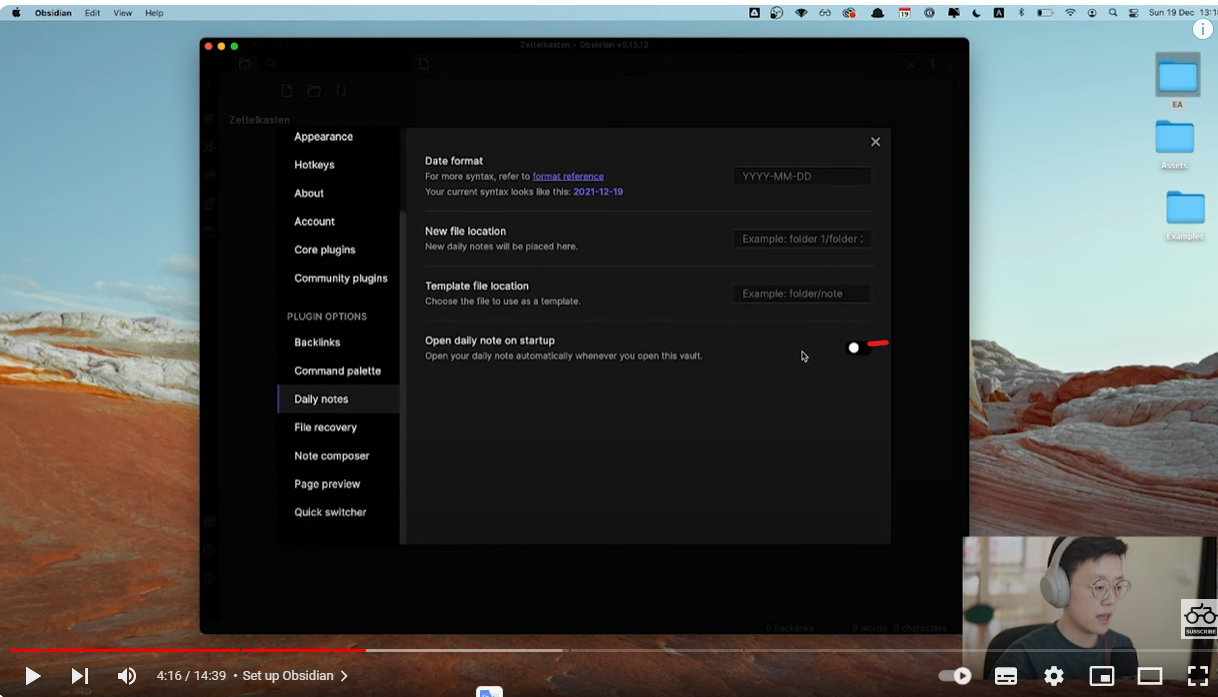 Obsidian Edit View Help
19
A
Sun 19 Dec 13:1
Zettelkasten - Obsidian v0.13.12
EA
Assets
Examples
Zettelkasten
Appearance
Hotkeys
About
Account
Core plugins
Community plugins
PLUGIN OPTIONS
Backlinks
Command palette
Daily notes
File recovery
Note composer
Page preview
Quick switcher
Date format
For more syntax, refer to format reference
Your current syntax looks like this: 2021-12-19
YYYY-MM-DD
New file location
New daily notes will be placed here.
Example: folder 1/folder 2
Template file location
Choose the file to use as a template.
Example: folder/note
Open daily note on startup
Open your daily note automatically whenever you open this vault.
0 backlinks 0 words 0 characters
SUBSCRIBE
4:16 / 14:39 • Set up Obsidian